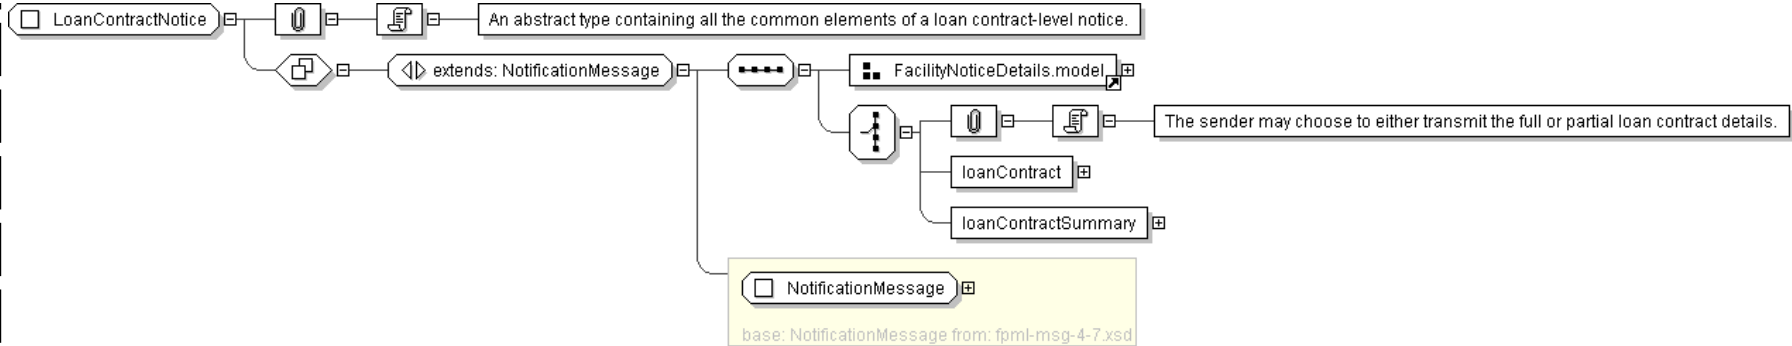 LoanContractNotice
An abstract type containing all the common elements of a loan contract-level notice.
extends: NotificationMessage
FacilityNoticeDetails.model
The sender may choose to either transmit the full or partial loan contract details.
loanContract
loanContractSummary
NotificationMessage
base: NotificationMessage from: fpml-msg-4-7.xsd